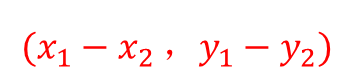 (x₁ − x₂ , y₁ − y₂)